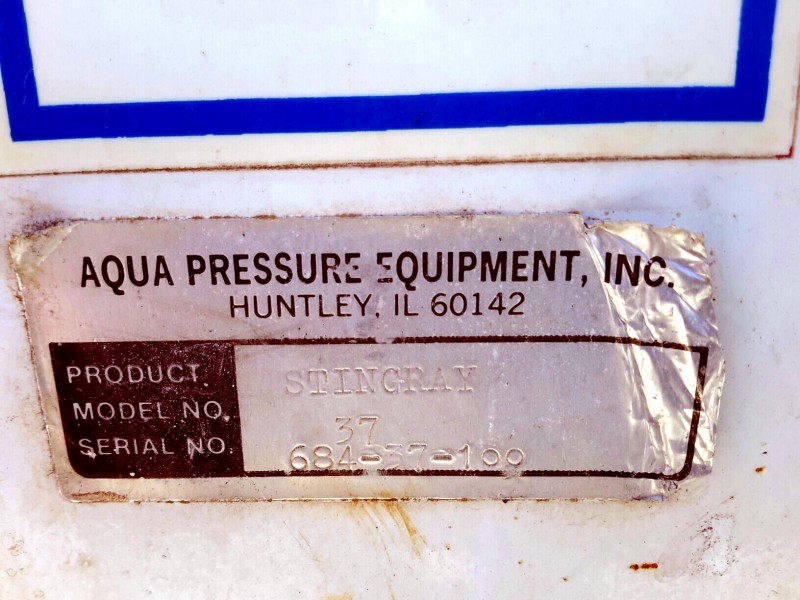 AQUA PRESSURE EQUIPMENT, INC.
HUNTLEY, IL 60142
PRODUCT STINGRAY
MODEL NO. 37
SERIAL NO. 684-37-100